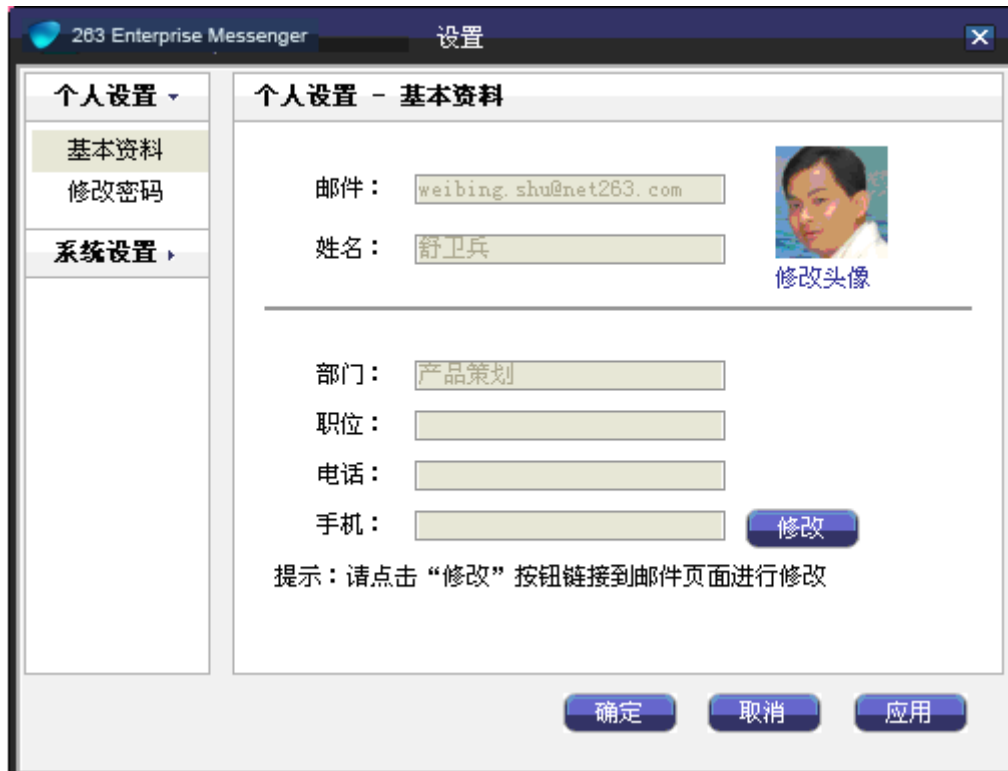 263 Enterprise Messenger 设置
个人设置
基本资料
修改密码
系统设置
个人设置 - 基本资料
邮件： weibing.shu@net263.com
姓名： 舒卫兵
修改头像
部门： 产品策划
职位：
电话：
手机： 修改
提示：请点击“修改”按钮链接到邮件页面进行修改
确定 取消 应用